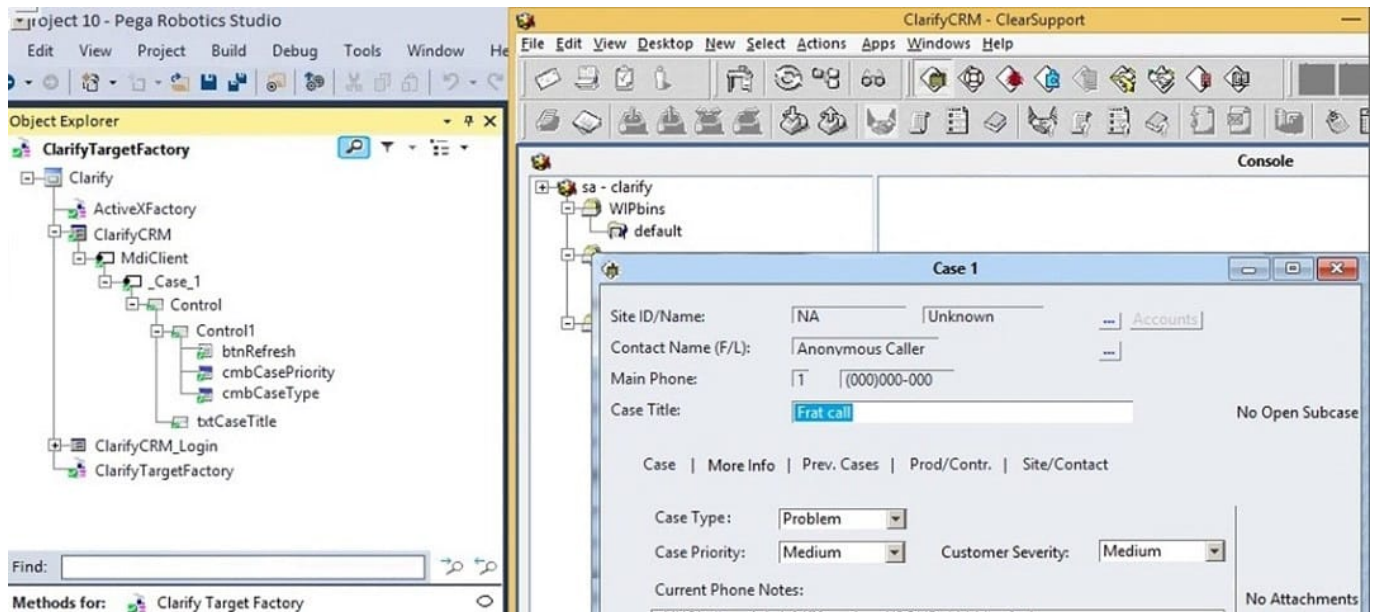 roject 10 - Pega Robotics Studio
Edit View Project Build Debug Tools Window He
Object Explorer
ClarifyTargetFactory
Clarify
ActiveXFactory
ClarifyCRM
MdiClient
_Case_1
Control
Control1
btnRefresh
cmbCasePriority
cmbCaseType
txtCaseTitle
ClarifyCRM_Login
ClarifyTargetFactory
Find:
Methods for: Clarify Target Factory
ClarifyCRM - ClearSupport
File Edit View Desktop New Select Actions Apps Windows Help
Console
sa - clarify
WIPbins
default
Case 1
Site ID/Name: NA Unknown ... Accounts
Contact Name (F/L): Anonymous Caller ...
Main Phone: 1 (000)000-000
Case Title: Frat call No Open Subcase
Case | More Info | Prev. Cases | Prod/Contr. | Site/Contact
Case Type: Problem
Case Priority: Medium Customer Severity: Medium
Current Phone Notes:
No Attachments